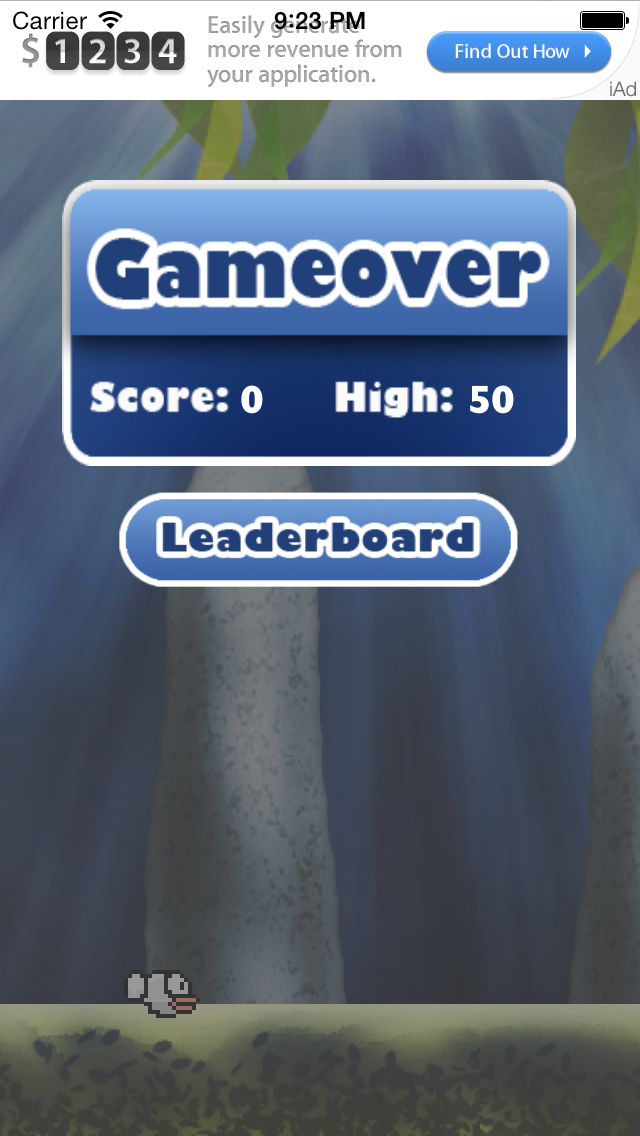 Carrier 9:23 PM
$1234
Easily generate
more revenue from
your application.
Find Out How
iAd
Gameover
Score: 0 High: 50
Leaderboard